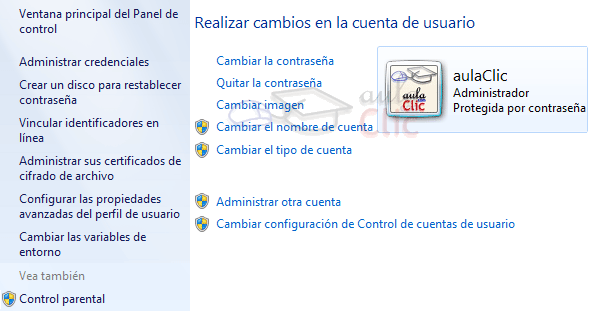 Ventana principal del Panel de
control
Administrar credenciales
Crear un disco para restablecer
contraseña
Vincular identificadores en
línea
Administrar sus certificados de
cifrado de archivo
Configurar las propiedades
avanzadas del perfil de usuario
Cambiar las variables de
entorno
Vea también
Control parental
Realizar cambios en la cuenta de usuario
Cambiar la contraseña
Quitar la contraseña
Cambiar imagen
Cambiar el nombre de cuenta
Cambiar el tipo de cuenta
Administrar otra cuenta
Cambiar configuración de Control de cuentas de usuario
aula
Clic
aulaClic
Administrador
Protegida por contraseña
aula
Clic